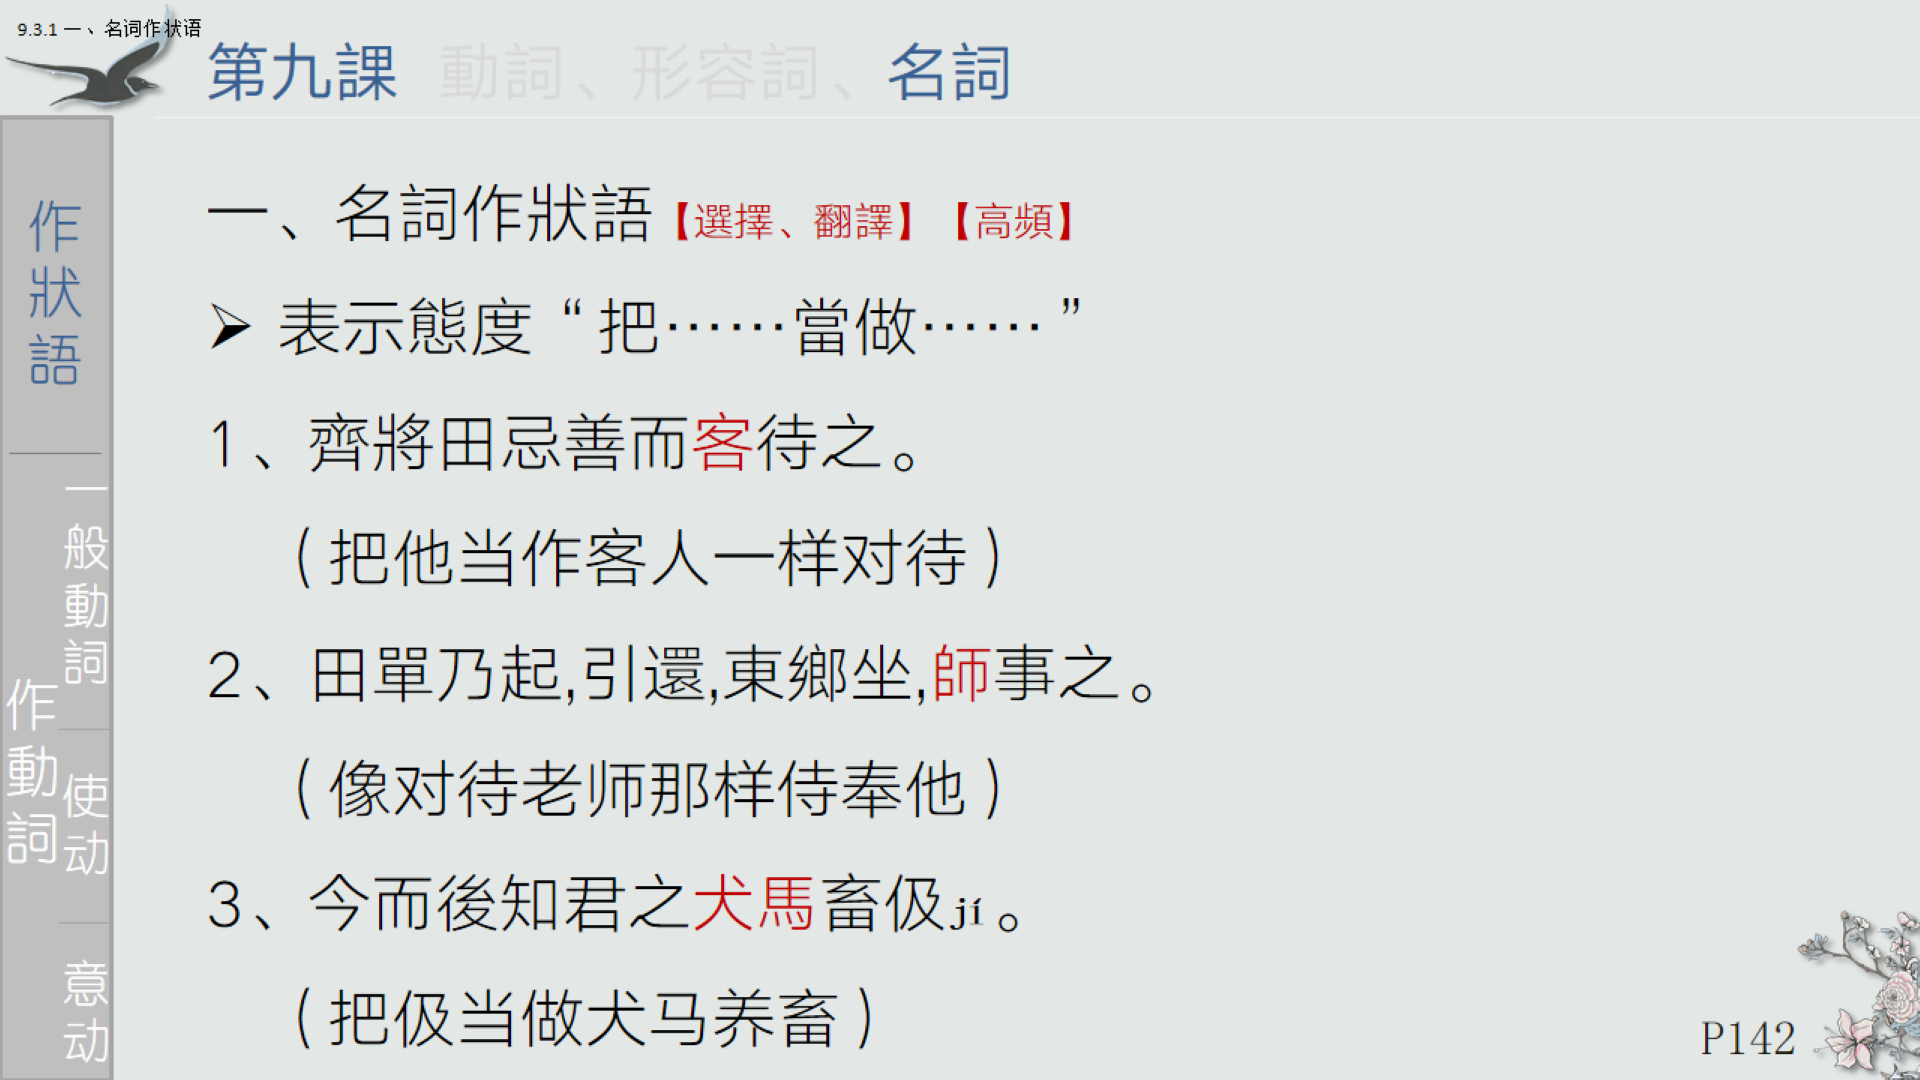 9.3.1 一、名词作状语
第九課 動詞、形容詞、名詞
作狀語
一般動詞
作動詞
使动
意动
一、名詞作狀語【選擇、翻譯】【高頻】
➢ 表示態度“把……當做……”
1、齊將田忌善而客待之。
（把他当作客人一样对待）
2、田單乃起,引還,東鄉坐,師事之。
（像对待老师那样侍奉他）
3、今而後知君之犬馬畜伋jí。
（把伋当做犬马养畜）
P142